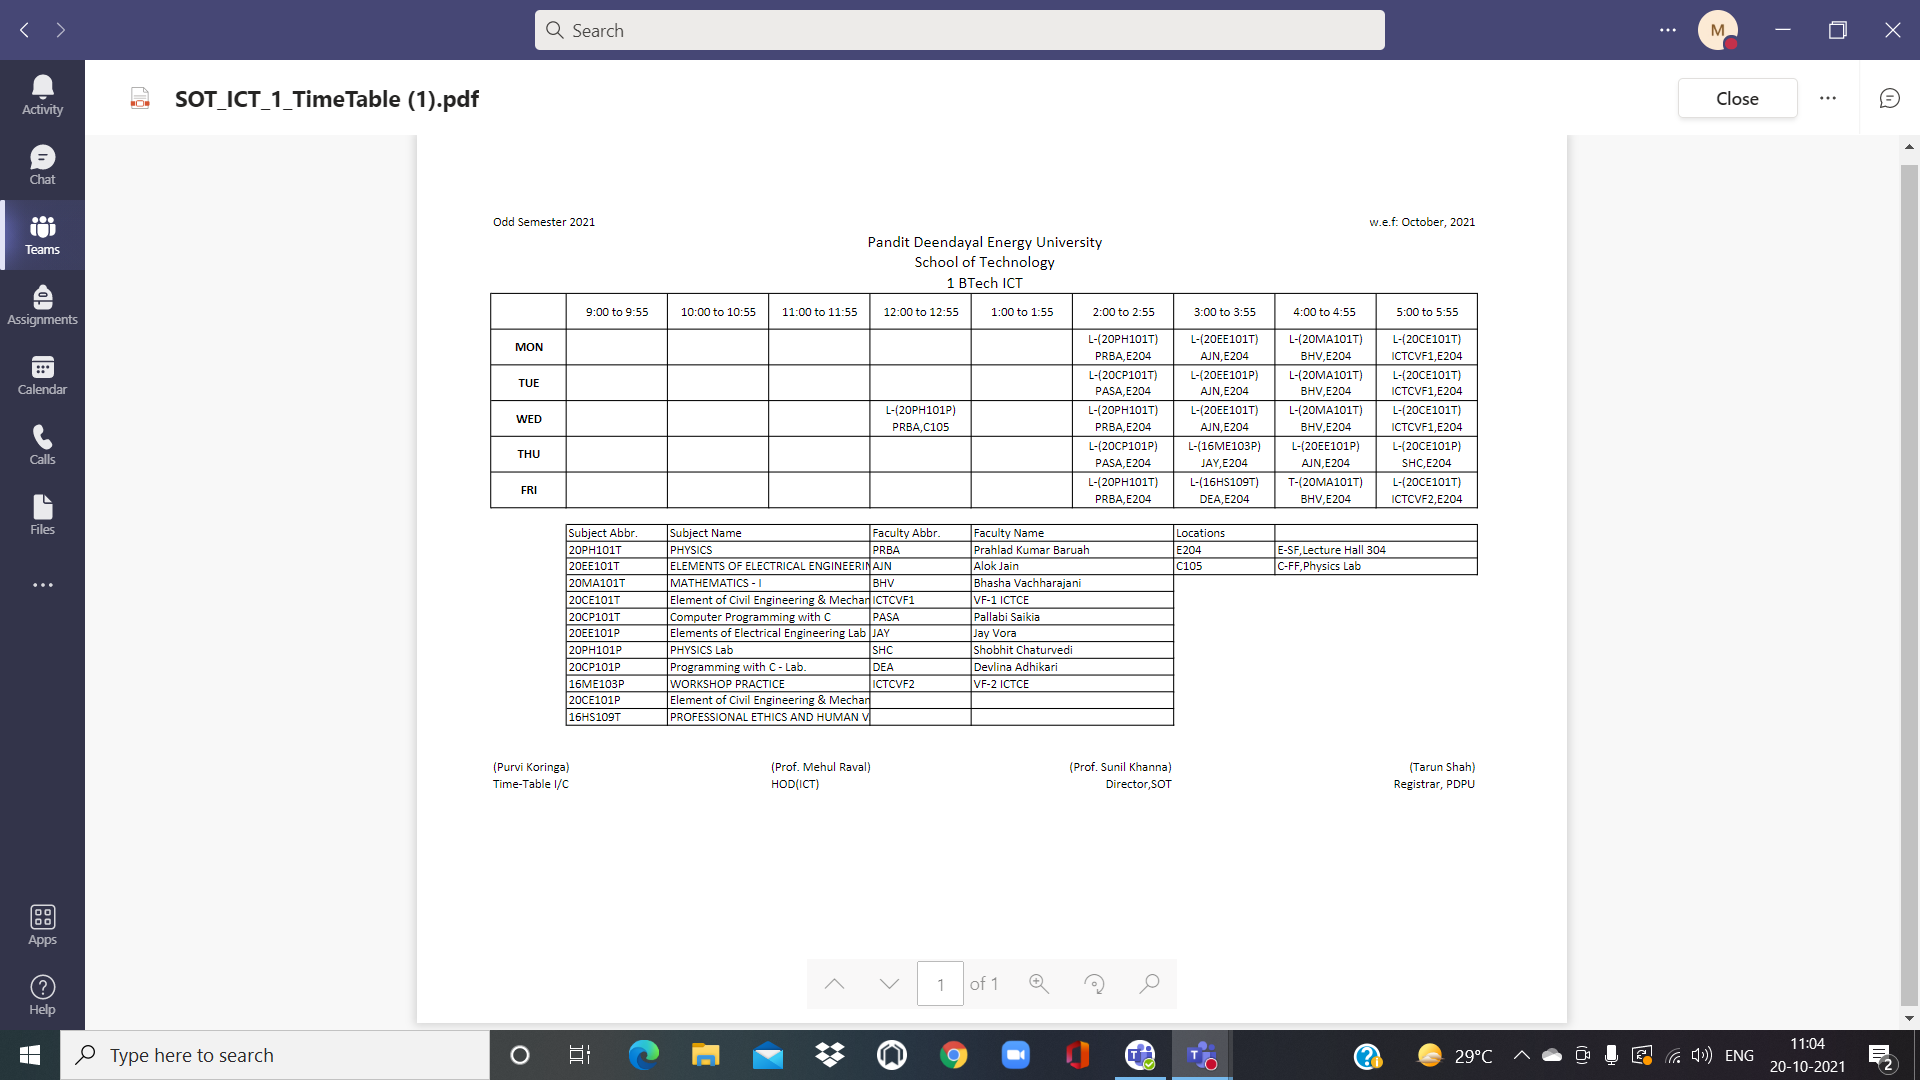 Search
M
Activity
Chat
Teams
Assignments
Calendar
Calls
Files
Apps
Help
SOT_ICT_1_TimeTable (1).pdf
Close
Odd Semester 2021 w.e.f: October, 2021
Pandit Deendayal Energy University
School of Technology
1 BTech ICT
9:00 to 9:55 10:00 to 10:55 11:00 to 11:55 12:00 to 12:55 1:00 to 1:55 2:00 to 2:55 3:00 to 3:55 4:00 to 4:55 5:00 to 5:55
MON
L-(20PH101T) L-(20EE101T) L-(20MA101T) L-(20CE101T)
PRBA,E204 AJN,E204 BHV,E204 ICTCVF1,E204
TUE
L-(20CP101T) L-(20EE101P) L-(20MA101T) L-(20CE101T)
PASA,E204 AJN,E204 BHV,E204 ICTCVF1,E204
WED
L-(20PH101P) L-(20PH101T) L-(20EE101T) L-(20MA101T) L-(20CE101T)
PRBA,C105 PRBA,E204 AJN,E204 BHV,E204 ICTCVF1,E204
THU
L-(20CP101P) L-(16ME103P) L-(20EE101P) L-(20CE101P)
PASA,E204 JAY,E204 AJN,E204 SHC,E204
FRI
L-(20PH101T) L-(16HS109T) T-(20MA101T) L-(20CE101T)
PRBA,E204 DEA,E204 BHV,E204 ICTCVF2,E204
Subject Abbr. Subject Name Faculty Abbr. Faculty Name Locations
20PH101T PHYSICS PRBA Prahlad Kumar Baruah E204 E-SF,Lecture Hall 304
20EE101T ELEMENTS OF ELECTRICAL ENGINEERIN AJN Alok Jain C105 C-FF,Physics Lab
20MA101T MATHEMATICS - I BHV Bhasha Vachharajani
20CE101T Element of Civil Engineering & Mechan ICTCVF1 VF-1 ICTCE
20CP101T Computer Programming with C PASA Pallabi Saikia
20EE101P Elements of Electrical Engineering Lab JAY Jay Vora
20PH101P PHYSICS Lab SHC Shobhit Chaturvedi
20CP101P Programming with C - Lab. DEA Devlina Adhikari
16ME103P WORKSHOP PRACTICE ICTCVF2 VF-2 ICTCE
20CE101P Element of Civil Engineering & Mechan
16HS109T PROFESSIONAL ETHICS AND HUMAN V
(Purvi Koringa) (Prof. Mehul Raval) (Prof. Sunil Khanna) (Tarun Shah)
Time-Table I/C HOD(ICT) Director,SOT Registrar, PDPU
1 of 1
Type here to search
29°C
ENG
11:04
20-10-2021
2